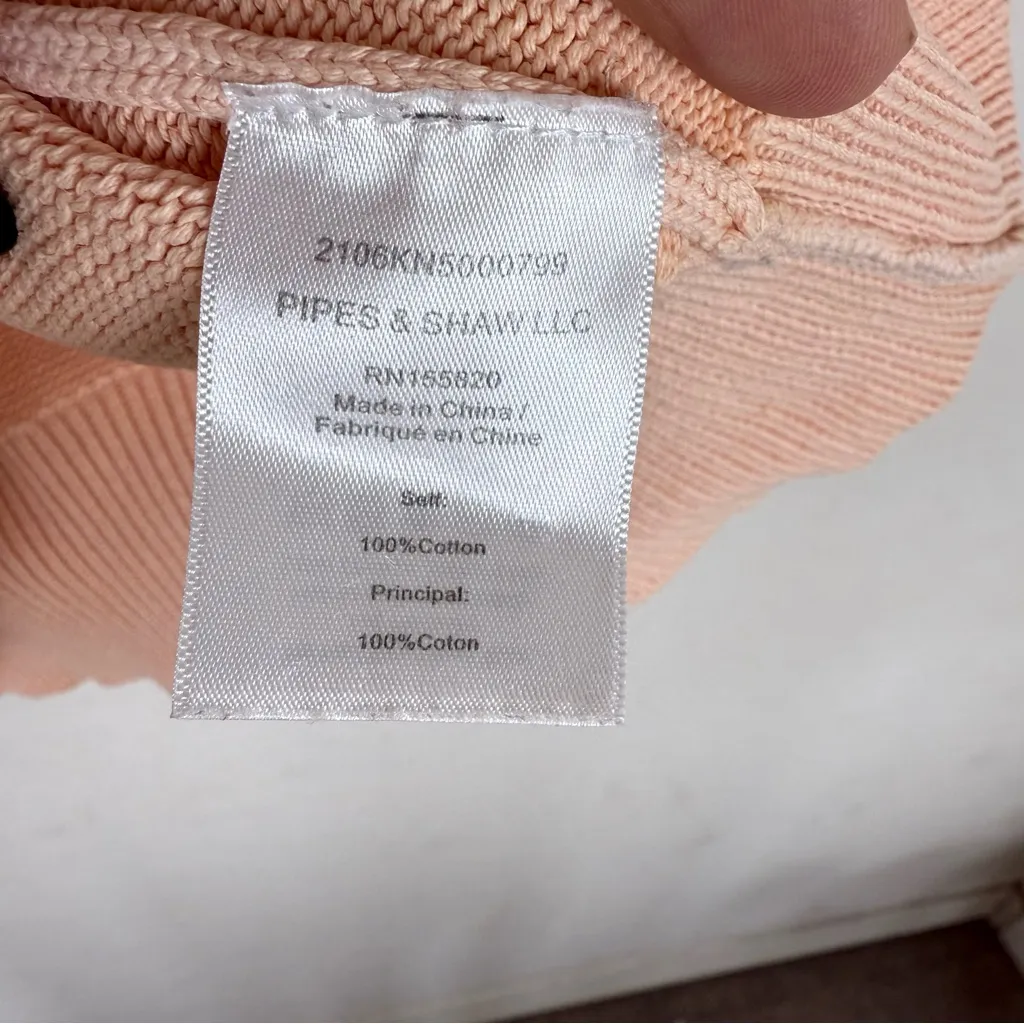 2106KN5000799
PIPES & SHAW LLC
RN155820
Made in China /
Fabriqué en Chine
Self:
100%Cotton
Principal:
100%Coton